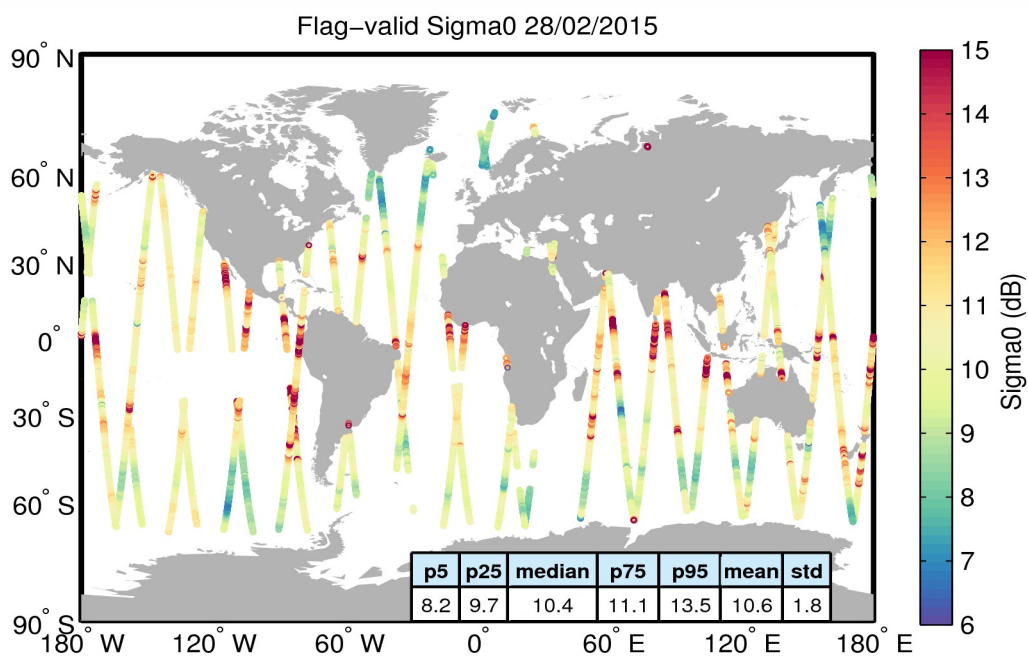 Flag–valid Sigma0 28/02/2015
90° N
60° N
30° N
0°
30° S
60° S
90° S
180° W
120° W
60° W
0°
60° E
120° E
180° E
15
14
13
12
11
10
9
8
7
6
Sigma0 (dB)
p5 p25 median p75 p95 mean std
8.2 9.7 10.4 11.1 13.5 10.6 1.8